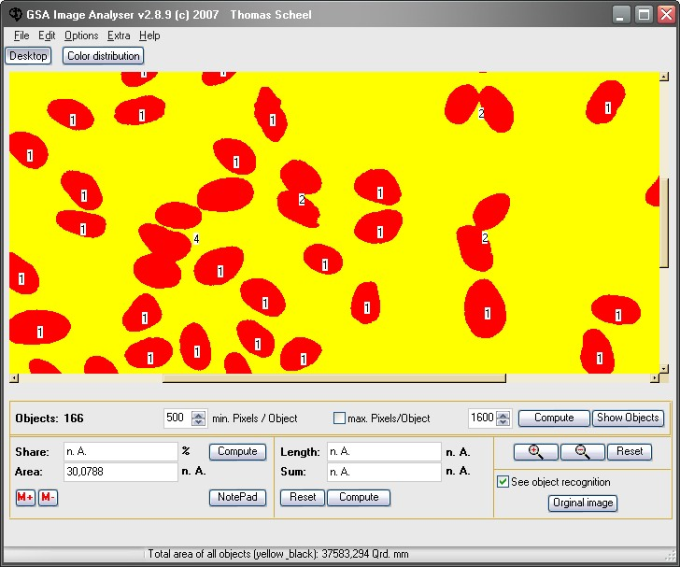 GSA Image Analyser v2.8.9 (c) 2007 Thomas Scheel
File Edit Options Extra Help
Desktop Color distribution
1 1
1 1 1 2 1
1 1
1 2 1
1 1
4 2
1 1 1
1 1 1 1
1 1
1 1 1 1 1
Objects: 166 500 min. Pixels / Object max. Pixels/Object 1600 Compute Show Objects
Share: n. A. % Compute Length: n. A. n. A. Reset
Area: 30,0788 n. A. Sum: n. A. n. A.
See object recognition
M+ M- NotePad Reset Compute Orginal image
Total area of all objects (yellow_black): 37583,294 Qrd. mm